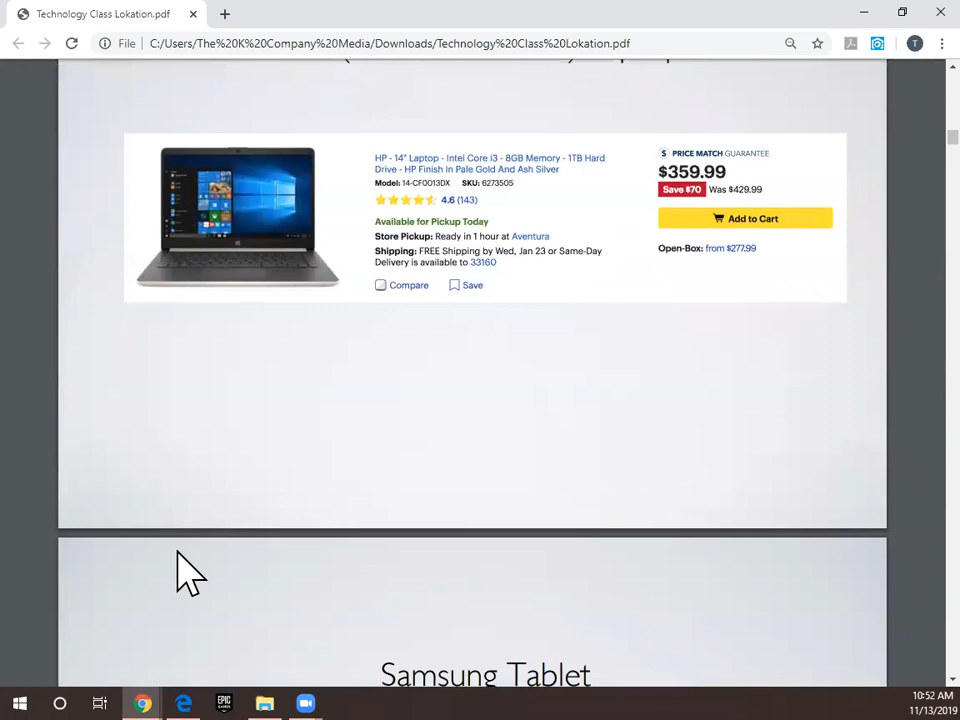 Technology Class Lokation.pdf
File
C:/Users/The%20K%20Company%20Media/Downloads/Technology%20Class%20Lokation.pdf
T
HP - 14" Laptop - Intel Core i3 - 8GB Memory - 1TB Hard
Drive - HP Finish In Pale Gold And Ash Silver
Model: 14-CF0013DX SKU: 6273505
4.6 (143)
Available for Pickup Today
Store Pickup: Ready in 1 hour at Aventura
Shipping: FREE Shipping by Wed, Jan 23 or Same-Day
Delivery is available to 33160
Compare Save
PRICE MATCH GUARANTEE
$359.99
Save $70 Was $429.99
Add to Cart
Open-Box: from $277.99
Samsung Tablet
EPIC
GAMES
10:52 AM
11/13/2019